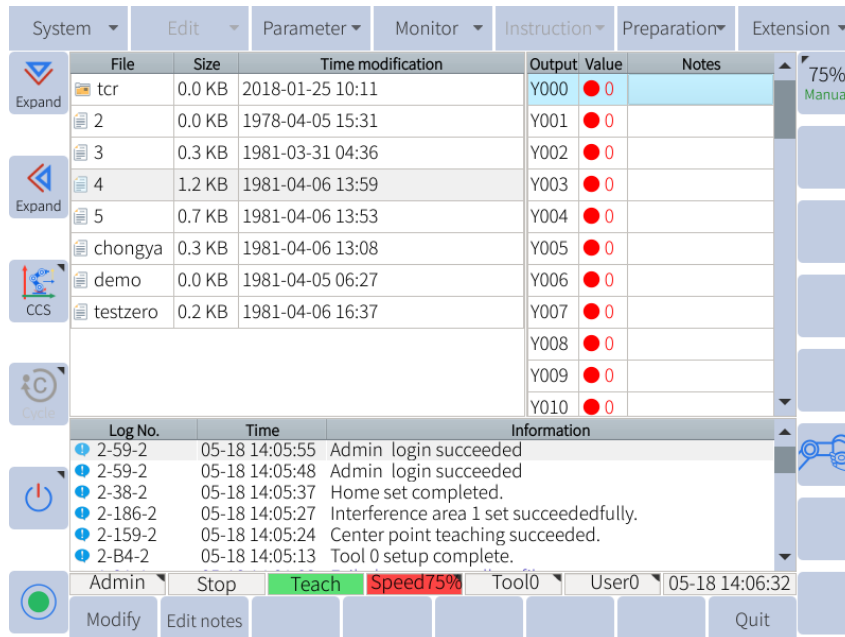 System Edit Parameter Monitor Instruction Preparation Extension
File Size Time modification Output Value Notes
Expand
75%
Manua
tcr 0.0 KB 2018-01-25 10:11 Y000 0
2 0.0 KB 1978-04-05 15:31 Y001 0
3 0.3 KB 1981-03-31 04:36 Y002 0
4 1.2 KB 1981-04-06 13:59 Y003 0
Expand
5 0.7 KB 1981-04-06 13:53 Y004 0
chongya 0.3 KB 1981-04-06 13:08 Y005 0
demo 0.0 KB 1981-04-05 06:27 Y006 0
CCS
testzero 0.2 KB 1981-04-06 16:37 Y007 0
Y008 0
Y009 0
C
Cycle
Y010 0
Log No. Time Information
2-59-2 05-18 14:05:55 Admin login succeeded
2-59-2 05-18 14:05:48 Admin login succeeded
2-38-2 05-18 14:05:37 Home set completed.
2-186-2 05-18 14:05:27 Interference area 1 set succeededfully.
2-159-2 05-18 14:05:24 Center point teaching succeeded.
2-B4-2 05-18 14:05:13 Tool 0 setup complete.
Admin Stop Teach Speed75% Tool0 User0 05-18 14:06:32
Modify Edit notes Quit